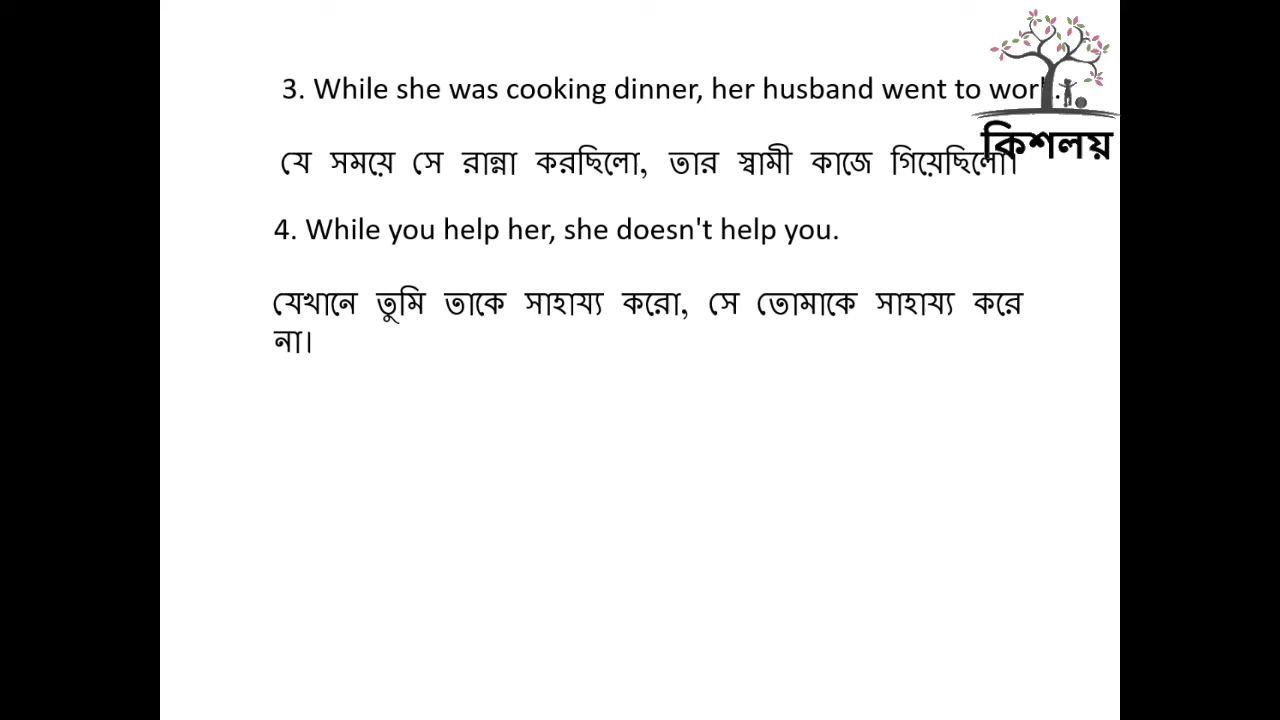 3. While she was cooking dinner, her husband went to work.
কিশলয়
যে সময়ে সে রান্না করছিলো, তার স্বামী কাজে গিয়েছিলো।
4. While you help her, she doesn't help you.
যেখানে তুমি তাকে সাহায্য করো, সে তোমাকে সাহায্য করে
না।